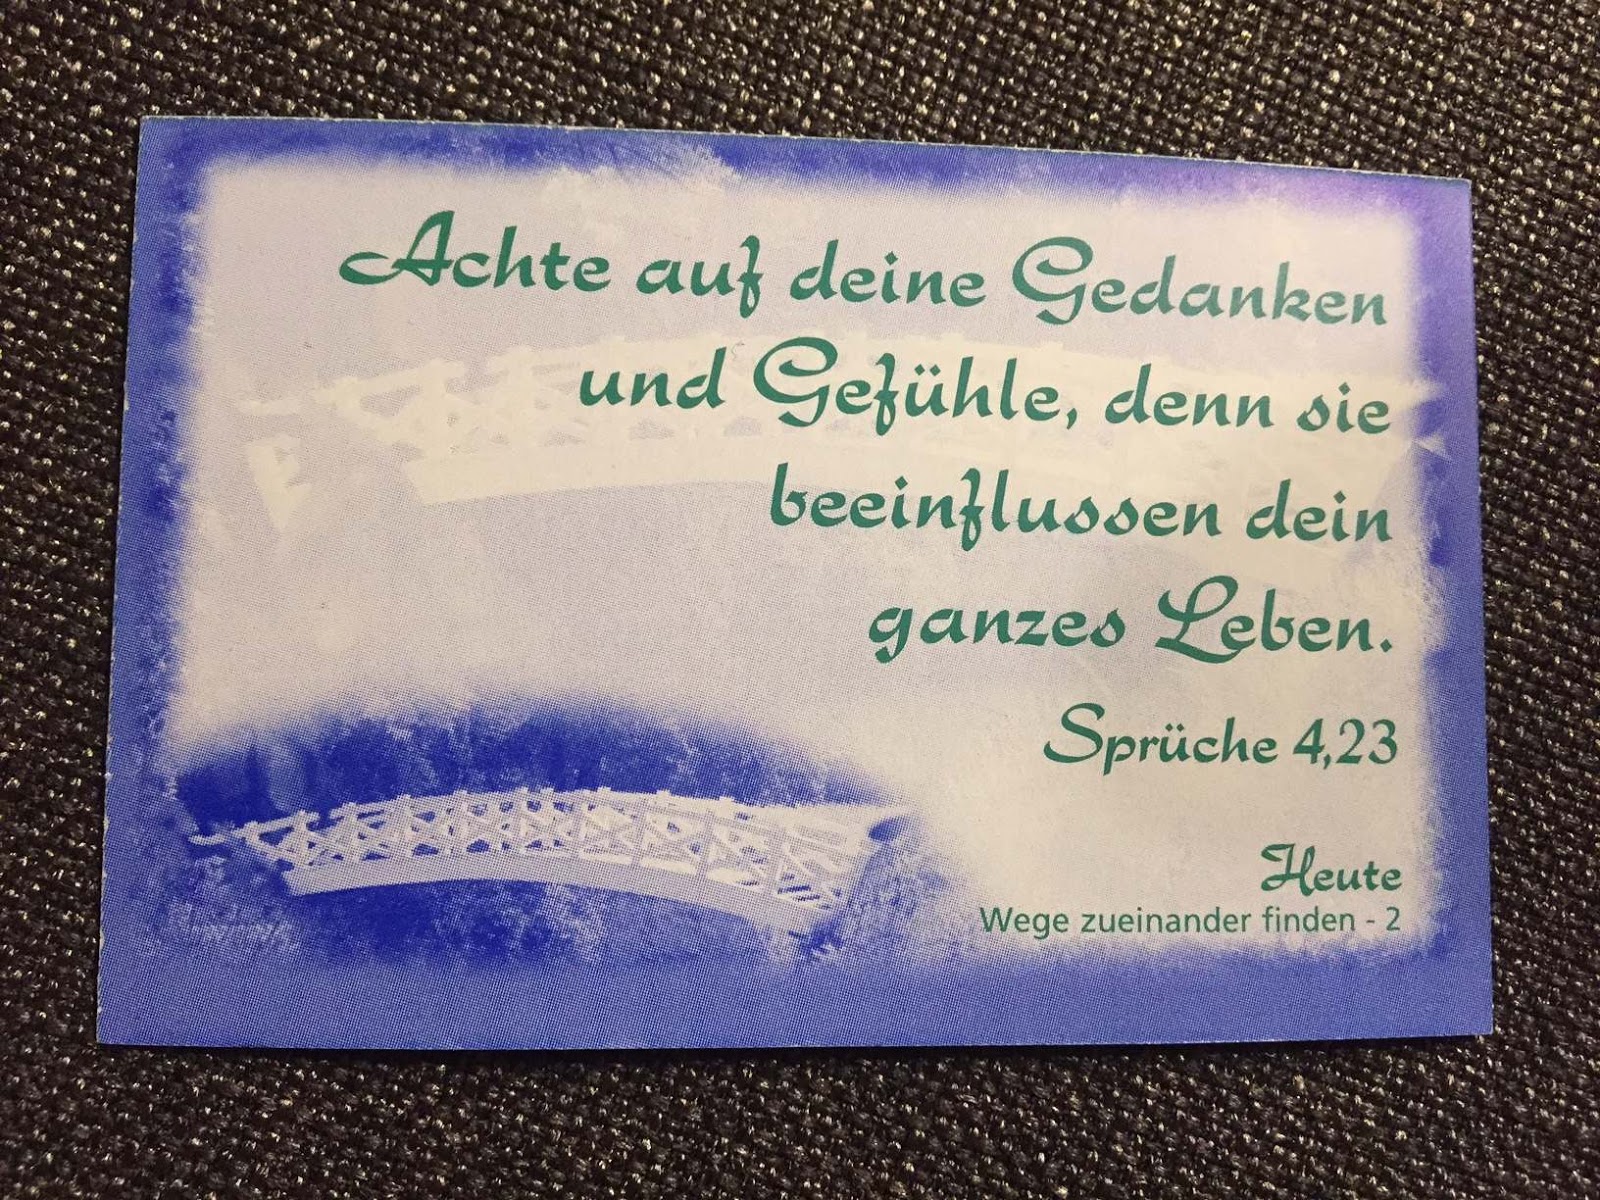 Achte auf deine Gedanken
und Gefühle, denn sie
beeinflussen dein
ganzes Leben.
Sprüche 4,23
Heute
Wege zueinander finden - 2